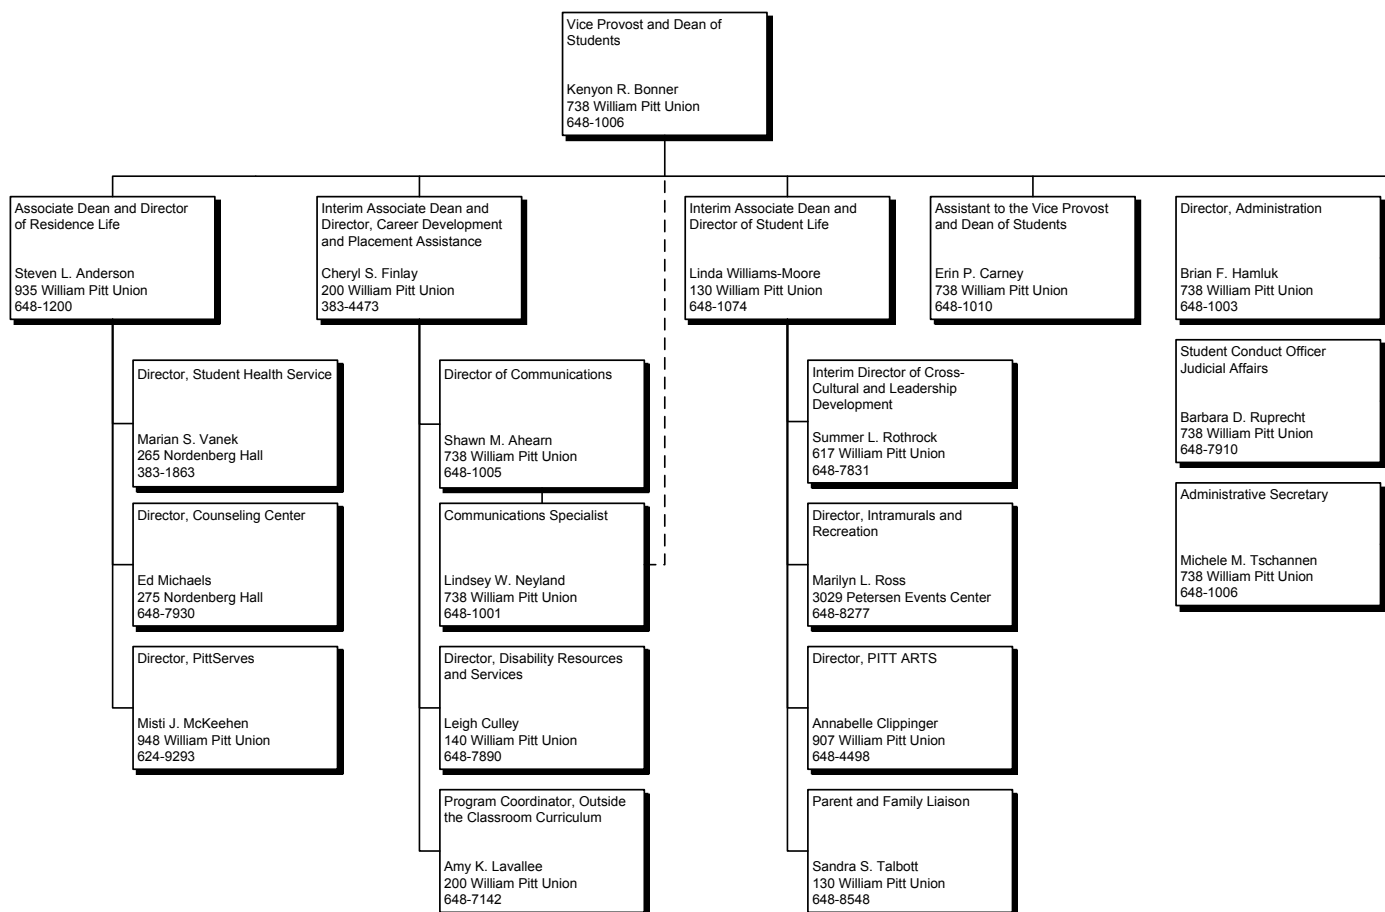 Vice Provost and Dean of
Students
Kenyon R. Bonner
738 William Pitt Union
648-1006
Associate Dean and Director
of Residence Life
Steven L. Anderson
935 William Pitt Union
648-1200
Interim Associate Dean and
Director, Career Development
and Placement Assistance
Cheryl S. Finlay
200 William Pitt Union
383-4473
Interim Associate Dean and
Director of Student Life
Linda Williams-Moore
130 William Pitt Union
648-1074
Assistant to the Vice Provost
and Dean of Students
Erin P. Carney
738 William Pitt Union
648-1010
Director, Administration
Brian F. Hamluk
738 William Pitt Union
648-1003
Director, Student Health Service
Marian S. Vanek
265 Nordenberg Hall
383-1863
Director of Communications
Shawn M. Ahearn
738 William Pitt Union
648-1005
Interim Director of Cross-
Cultural and Leadership
Development
Summer L. Rothrock
617 William Pitt Union
648-7831
Student Conduct Officer
Judicial Affairs
Barbara D. Ruprecht
738 William Pitt Union
648-7910
Director, Counseling Center
Ed Michaels
275 Nordenberg Hall
648-7930
Communications Specialist
Lindsey W. Neyland
738 William Pitt Union
648-1001
Director, Intramurals and
Recreation
Marilyn L. Ross
3029 Petersen Events Center
648-8277
Administrative Secretary
Michele M. Tschannen
738 William Pitt Union
648-1006
Director, PittServes
Misti J. McKeehen
948 William Pitt Union
624-9293
Director, Disability Resources
and Services
Leigh Culley
140 William Pitt Union
648-7890
Director, PITT ARTS
Annabelle Clippinger
907 William Pitt Union
648-4498
Program Coordinator, Outside
the Classroom Curriculum
Amy K. Lavallee
200 William Pitt Union
648-7142
Parent and Family Liaison
Sandra S. Talbott
130 William Pitt Union
648-8548